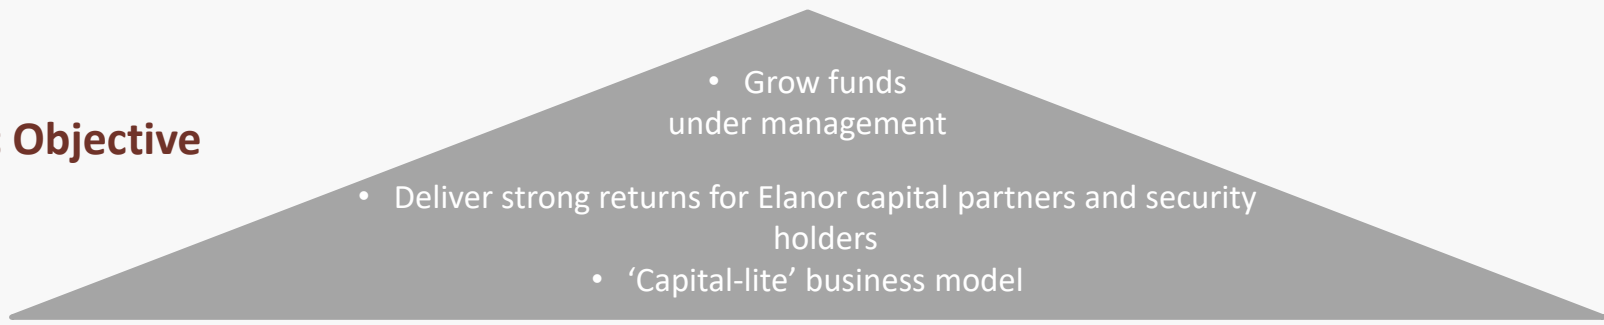 • Grow funds
under management
Objective
• Deliver strong returns for Elanor capital partners and security
holders
• ‘Capital-lite’ business model